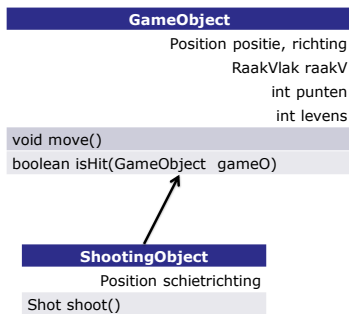 GameObject
Position positie, richting
RaakVlak raakV
int punten
int levens
void move()
boolean isHit(GameObject gameO)
ShootingObject
Position schietrichting
Shot shoot()